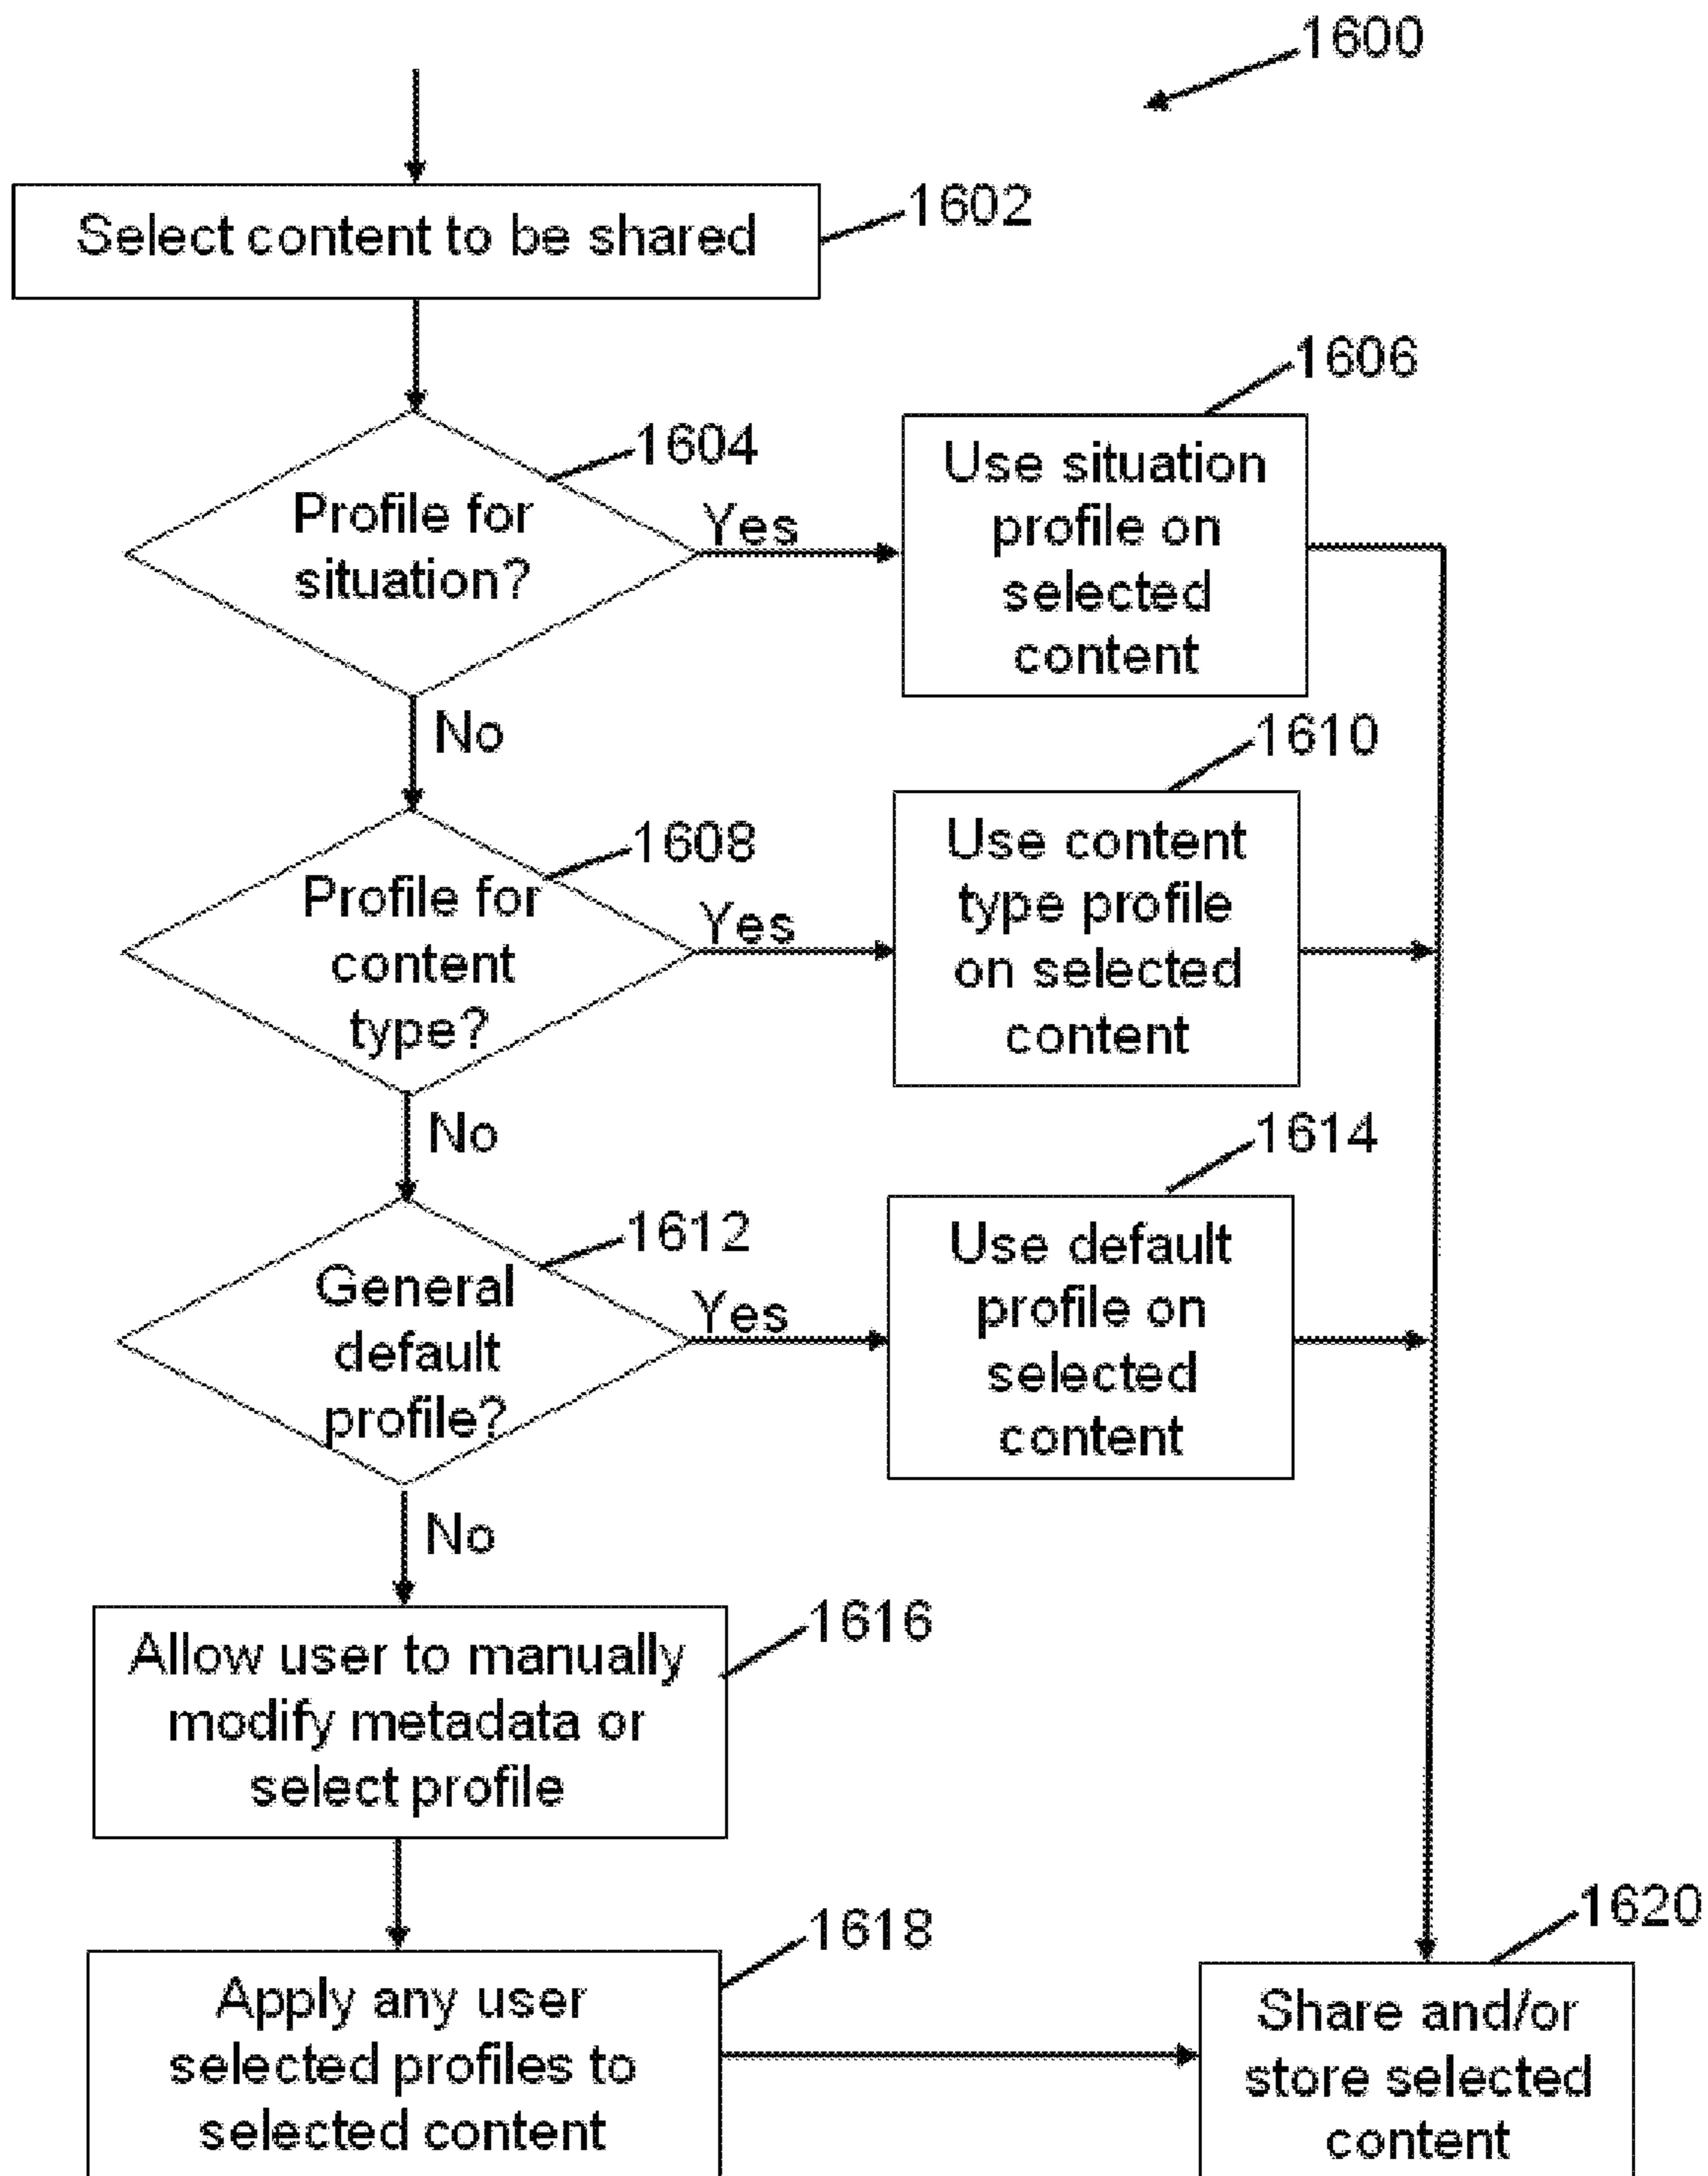 1600
Select content to be shared
1602
1604
Profile for
situation?
Yes
1606
Use situation
profile on
selected
content
No
1608
Profile for
content
type?
Yes
1610
Use content
type profile
on selected
content
No
1612
General
default
profile?
Yes
1614
Use default
profile on
selected
content
No
1616
Allow user to manually
modify metadata or
select profile
1618
Apply any user
selected profiles to
selected content
1620
Share and/or
store selected
content